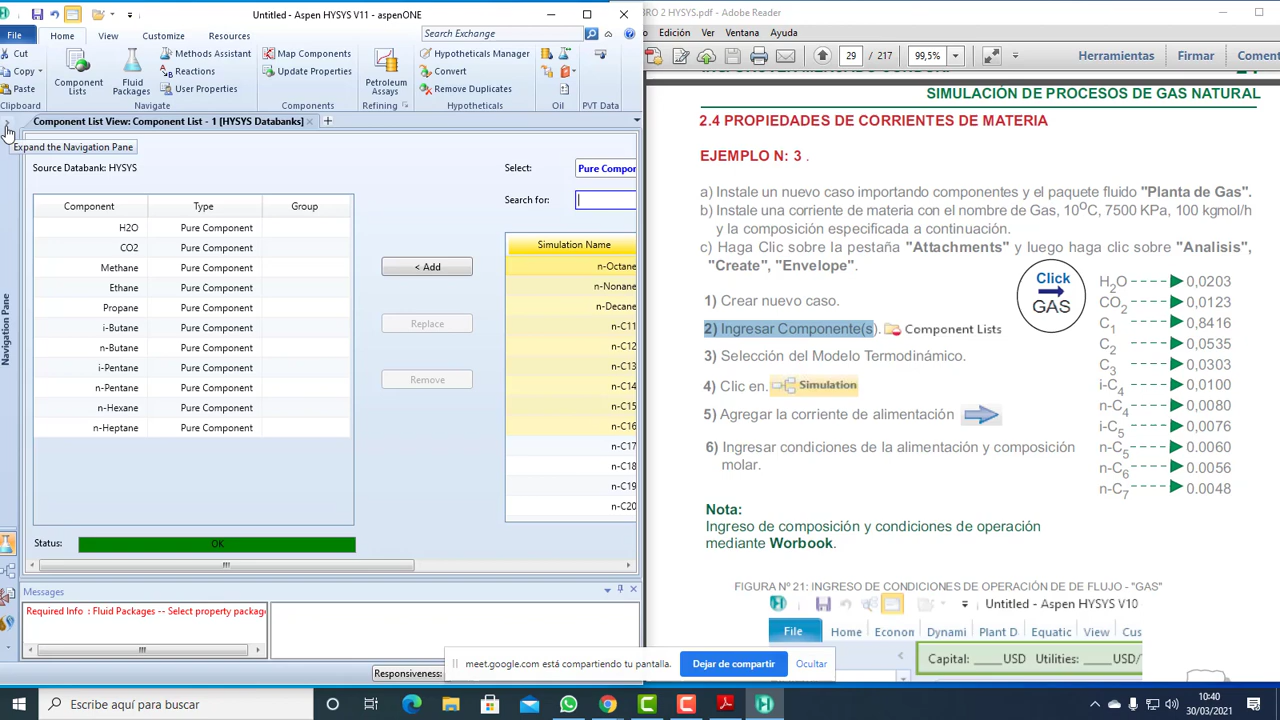 Untitled - Aspen HYSYS V11 - aspenONE
File
Home
View
Customize
Resources
Search Exchange
Cut
Copy
Paste
Clipboard
Component Lists
Fluid Packages
Methods Assistant
Reactions
User Properties
Navigate
Map Components
Update Properties
Components
Petroleum Assays
Refining
Hypotheticals Manager
Convert
Remove Duplicates
Hypotheticals
Oil
PVT Data
Component List View: Component List - 1 [HYSYS Databanks]
Expand the Navigation Pane
Navigation Pane
Source Databank: HYSYS
Select:
Pure Compor
Search for:
Component Type Group
H2O Pure Component
CO2 Pure Component
Methane Pure Component
Ethane Pure Component
Propane Pure Component
i-Butane Pure Component
n-Butane Pure Component
i-Pentane Pure Component
n-Pentane Pure Component
n-Hexane Pure Component
n-Heptane Pure Component
< Add
Replace
Remove
Simulation Name
n-Octane
n-Nonane
n-Decane
n-C11
n-C12
n-C13
n-C14
n-C15
n-C16
n-C17
n-C18
n-C19
n-C20
Status:
OK
Messages
Required Info : Fluid Packages -- Select property package
Responsiveness:
meet.google.com está compartiendo tu pantalla.
Dejar de compartir
Ocultar
BRO 2 HYSYS.pdf - Adobe Reader
Edición Ver Ventana Ayuda
29 / 217
99,5%
Herramientas
Firmar
Comen
SIMULACIÓN DE PROCESOS DE GAS NATURAL
2.4 PROPIEDADES DE CORRIENTES DE MATERIA
EJEMPLO N: 3 .
a) Instale un nuevo caso importando componentes y el paquete fluido "Planta de Gas".
b) Instale una corriente de materia con el nombre de Gas, 10°C, 7500 KPa, 100 kgmol/h
y la composición especificada a continuación.
c) Haga Clic sobre la pestaña "Attachments" y luego haga clic sobre "Analisis",
"Create", "Envelope".
1) Crear nuevo caso.
2) Ingresar Componente(s). Component Lists
3) Selección del Modelo Termodinámico.
4) Clic en. Simulation
5) Agregar la corriente de alimentación
6) Ingresar condiciones de la alimentación y composición
molar.
Click
GAS
H2O 0,0203
CO2 0,0123
C1 0,8416
C2 0,0535
C3 0,0303
i-C4 0,0100
n-C4 0,0080
i-C5 0,0076
n-C5 0.0060
n-C6 0.0056
n-C7 0.0048
Nota:
Ingreso de composición y condiciones de operación
mediante Worbook.
FIGURA Nº 21: INGRESO DE CONDICIONES DE OPERACIÓN DE DE FLUJO - "GAS"
Untitled - Aspen HYSYS V10
File Home Econom Dynami Plant D Equatic View Cus
Capital: ____ USD Utilities: ____ USD/
Escribe aquí para buscar
10:40
30/03/2021